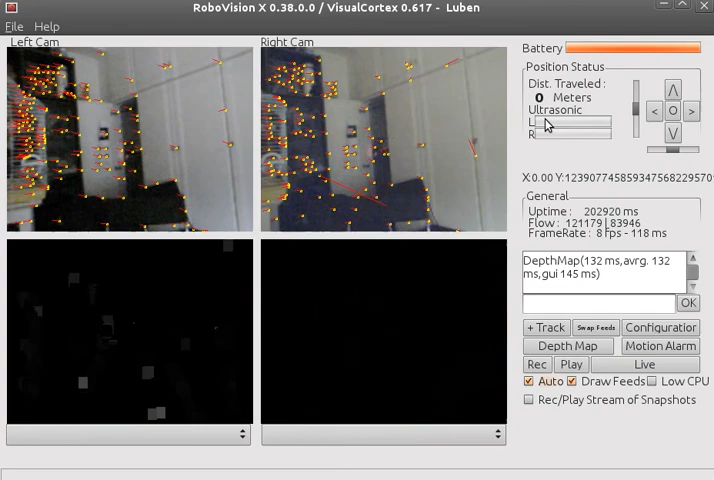 RoboVision X 0.38.0.0 / VisualCortex 0.617 - Luben
File Help
Left Cam
Right Cam
Battery
Position Status
Dist. Traveled :
0 Meters
Ultrasonic
L
R
< O >
X:0.00 Y:123907745859347568229570
General
Uptime : 202920 ms
Flow : 121179 | 83946
FrameRate : 8 fps - 118 ms
DepthMap(132 ms,avrg. 132
ms,gui 145 ms)
OK
+ Track
Swap Feeds
Configuration
Depth Map
Motion Alarm
Rec
Play
Live
Auto
Draw Feeds
Low CPU
Rec/Play Stream of Snapshots